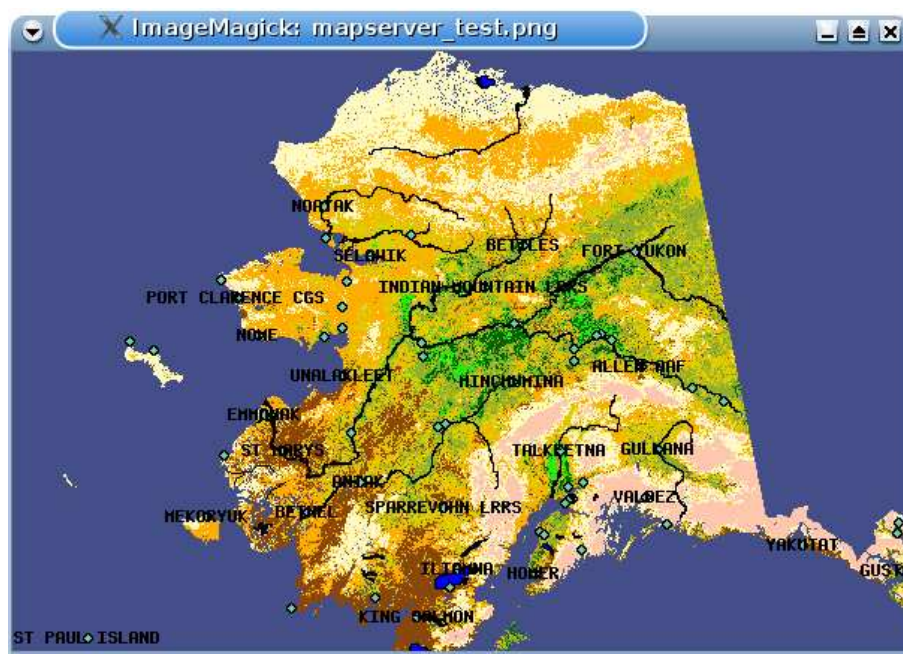 ImageMagick: mapserver_test.png
NOATAK
BETTLES
FORT YUKON
SELAWIK
INDIAN MOUNTAIN LRRS
PORT CLARENCE CGS
NOME
UNALAKLEET
MINCHUMINA
ALLEN AAF
EMMONAK
ST MARYS
TALKEETNA
GULKANA
ANIAK
SPARREVOHN LRRS
VALDEZ
MEKORYUK
BETHEL
YAKUTAT
ILIAMNA
HOMER
GUST
KING SALMON
ST PAUL ISLAND